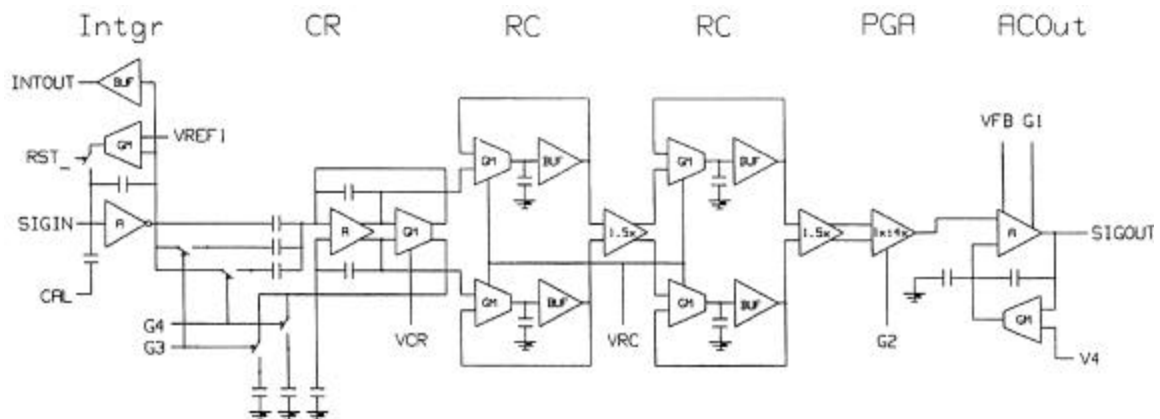 Intgr CR RC RC PGA ACOut
INTOUT BUF
GM VREF1
RST_
VFB G1
GM BUF GM BUF
SIGIN A
A GM 1.5x 1.5x 1x:4x A SIGOUT
CAL
GM BUF GM BUF
GM
G4
G3
VCR VRC G2 V4